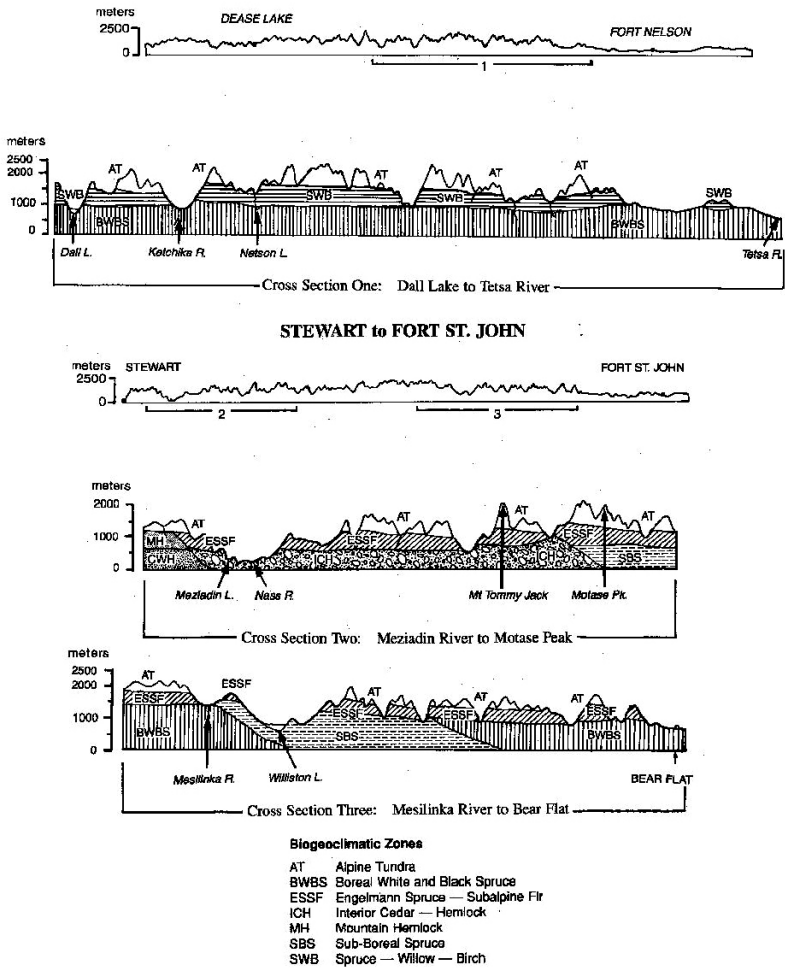 meters
2500
0
DEASE LAKE
FORT NELSON
1
meters
2500
2000
1000
0
SWB
AT
BWBS
AT
SWB
AT
SWB
AT
AT
BWBS
SWB
Dall L.
Ketchika R.
Netson L.
Tetsa R.
Cross Section One: Dall Lake to Tetsa River
STEWART to FORT ST. JOHN
meters
2500
0
STEWART
FORT ST. JOHN
2
3
meters
2000
1000
0
MH
CWH
AT
ESSF
ESSF
AT
ICH
AT
ICH
ESSF
AT
SBS
Meziadin L.
Nass R.
Mt Tommy Jack
Motase Pk.
Cross Section Two: Meziadin River to Motase Peak
meters
2500
2000
1000
0
AT
ESSF
BWBS
ESSF
AT
ESSF
SBS
AT
ESSF
AT
ESSF
BWBS
Mesilinka R.
Williston L.
BEAR FLAT
Cross Section Three: Mesilinka River to Bear Flat
Biogeoclimatic Zones
AT Alpine Tundra
BWBS Boreal White and Black Spruce
ESSF Engelmann Spruce — Subalpine Fir
ICH Interior Cedar — Hemlock
MH Mountain Hemlock
SBS Sub-Boreal Spruce
SWB Spruce — Willow — Birch